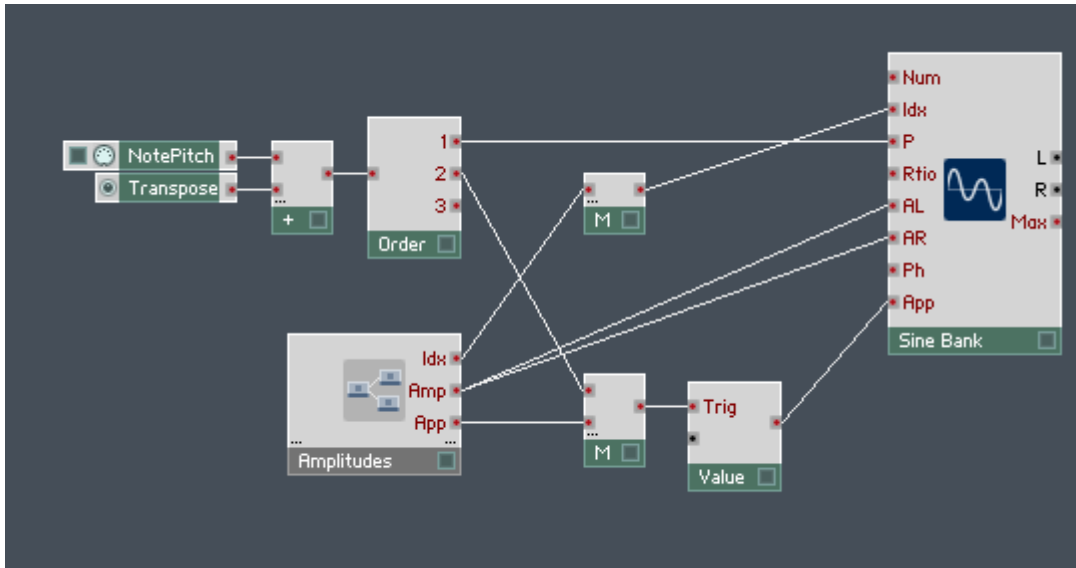 NotePitch
Transpose
...
+
1
2
3
Order
...
M
Num
Idx
P
Rtio
AL
AR
Ph
App
L
R
Max
Sine Bank
Idx
Amp
App
... ...
Amplitudes
...
M
Trig
Value